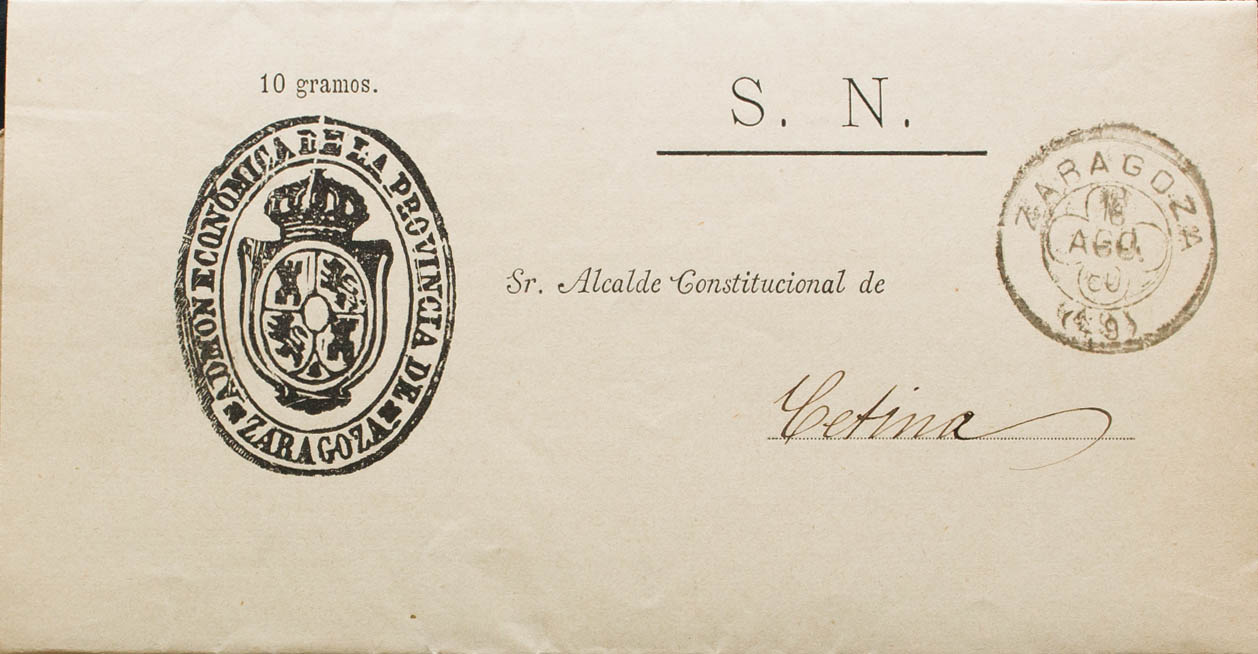 10 gramos.
S. N.
ADMON ECONÓMICA DE LA PROVINCIA DE
ZARAGOZA
ZARAGOZA
AGO.
Sr. Alcalde Constitucional de
Cetina